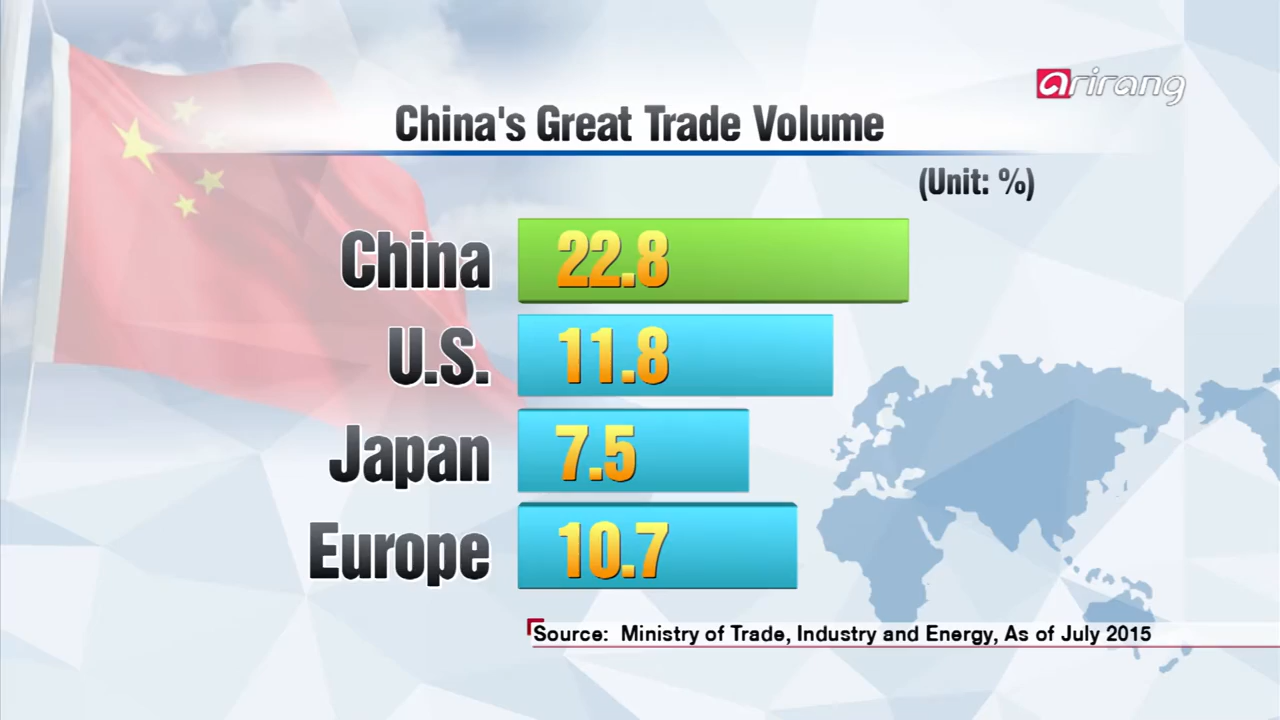 arirang
China's Great Trade Volume
(Unit: %)
China 22.8
U.S. 11.8
Japan 7.5
Europe 10.7
Source: Ministry of Trade, Industry and Energy, As of July 2015